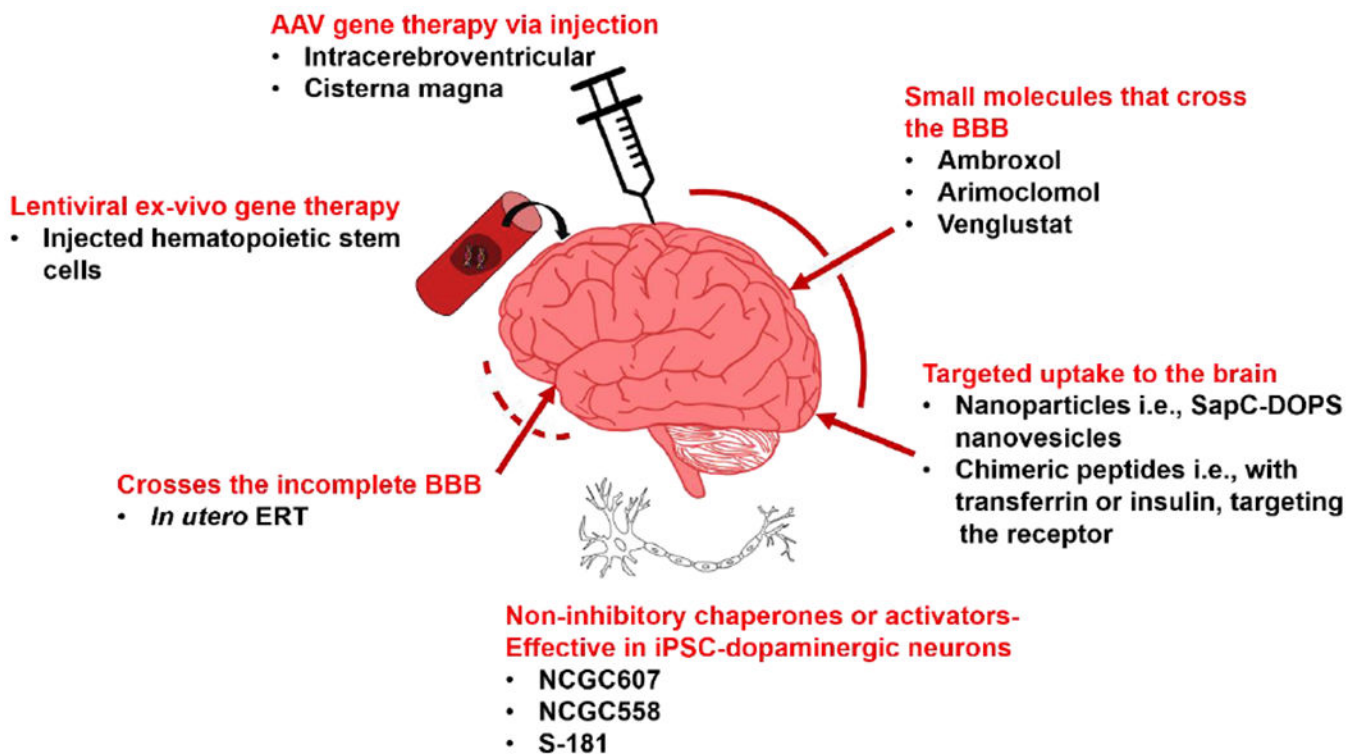 AAV gene therapy via injection
• Intracerebroventricular
• Cisterna magna
Small molecules that cross
the BBB
• Ambroxol
• Arimoclomol
• Venglustat
Lentiviral ex-vivo gene therapy
• Injected hematopoietic stem
cells
Targeted uptake to the brain
• Nanoparticles i.e., SapC-DOPS
nanovesicles
• Chimeric peptides i.e., with
transferrin or insulin, targeting
the receptor
Crosses the incomplete BBB
• In utero ERT
Non-inhibitory chaperones or activators-
Effective in iPSC-dopaminergic neurons
• NCGC607
• NCGC558
• S-181